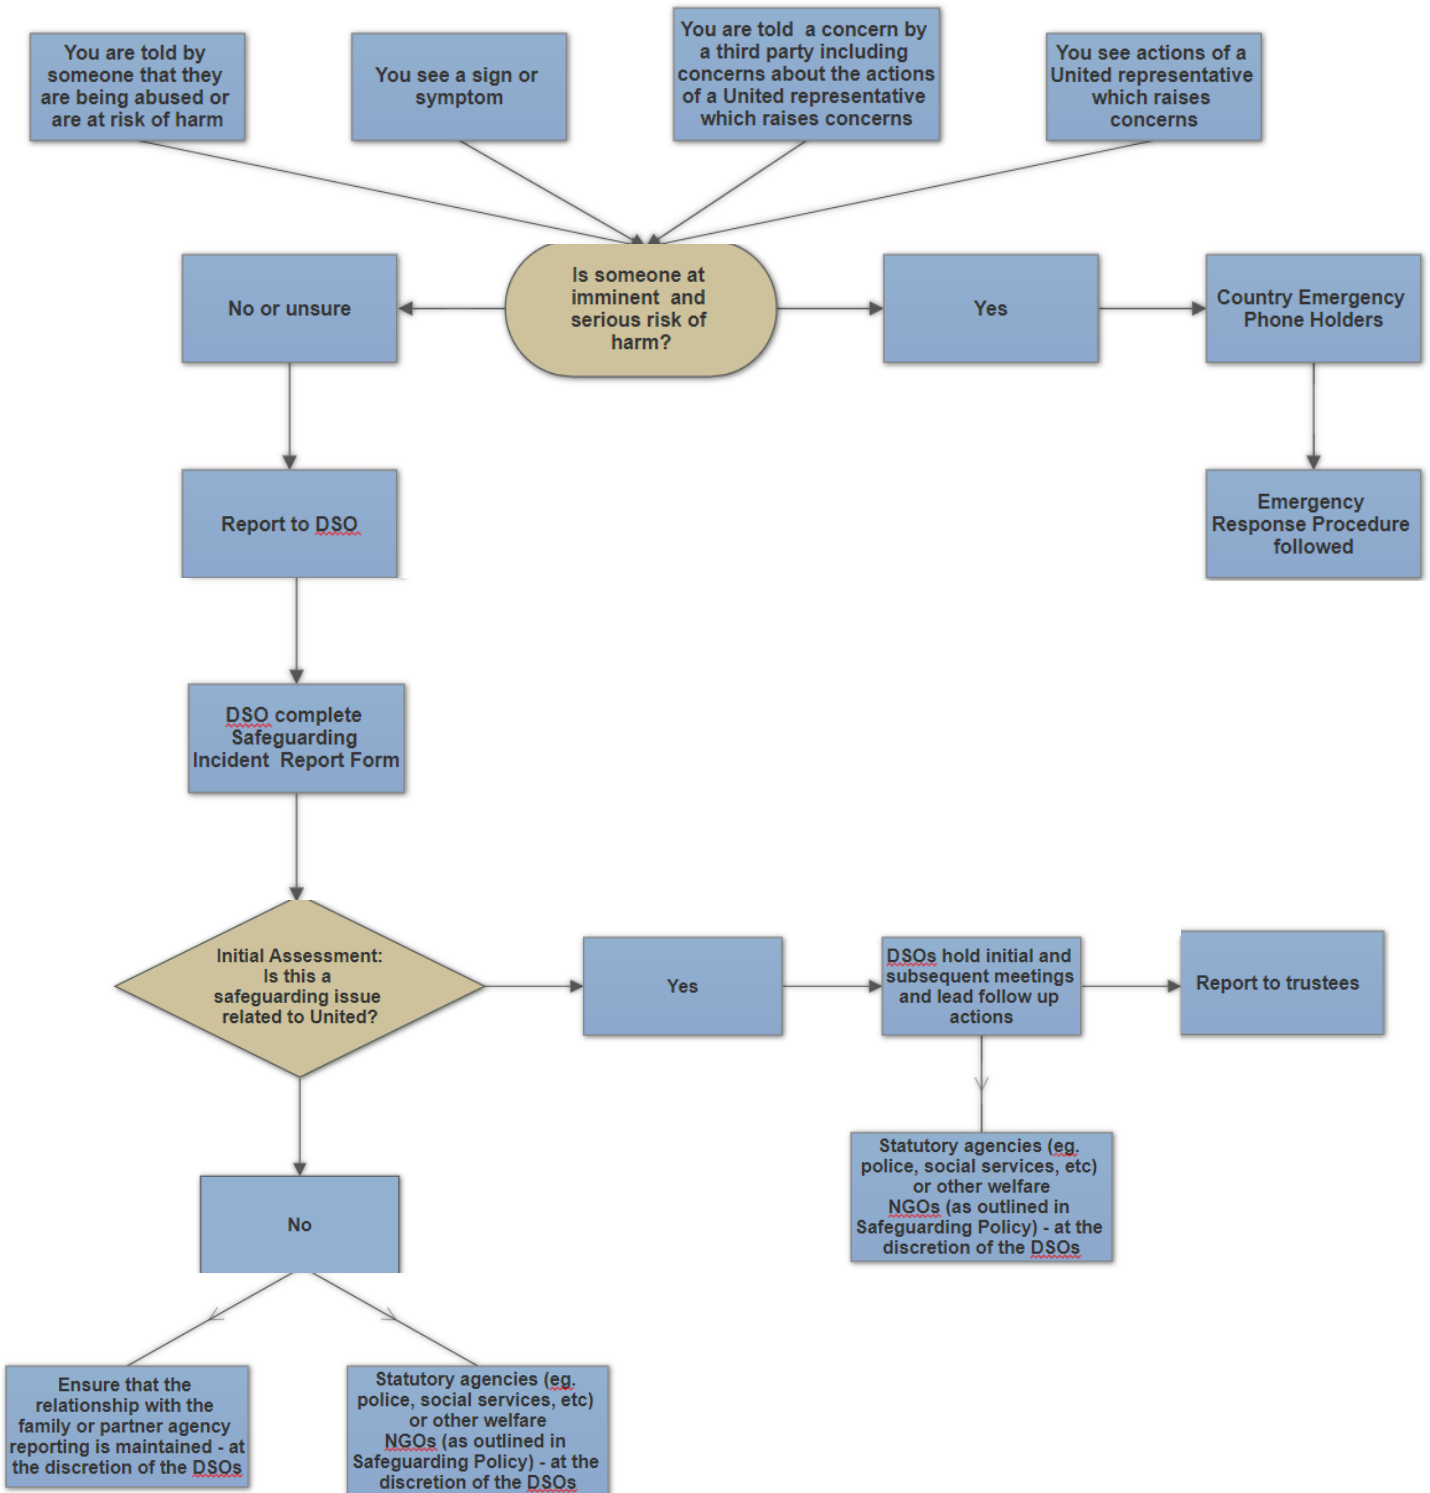 You are told by
someone that they
are being abused or
are at risk of harm
You see a sign or
symptom
You are told a concern by
a third party including
concerns about the actions
of a United representative
which raises concerns
You see actions of a
United representative
which raises
concerns
No or unsure
Is someone at
imminent and
serious risk of
harm?
Yes
Country Emergency
Phone Holders
Report to DSO
Emergency
Response Procedure
followed
DSO complete
Safeguarding
Incident Report Form
Initial Assessment:
Is this a
safeguarding issue
related to United?
Yes
DSOs hold initial and
subsequent meetings
and lead follow up
actions
Report to trustees
Statutory agencies (eg.
police, social services, etc)
or other welfare
NGOs (as outlined in
Safeguarding Policy) - at the
discretion of the DSOs
No
Ensure that the
relationship with the
family or partner agency
reporting is maintained - at
the discretion of the DSOs
Statutory agencies (eg.
police, social services, etc)
or other welfare
NGOs (as outlined in
Safeguarding Policy) - at the
discretion of the DSOs